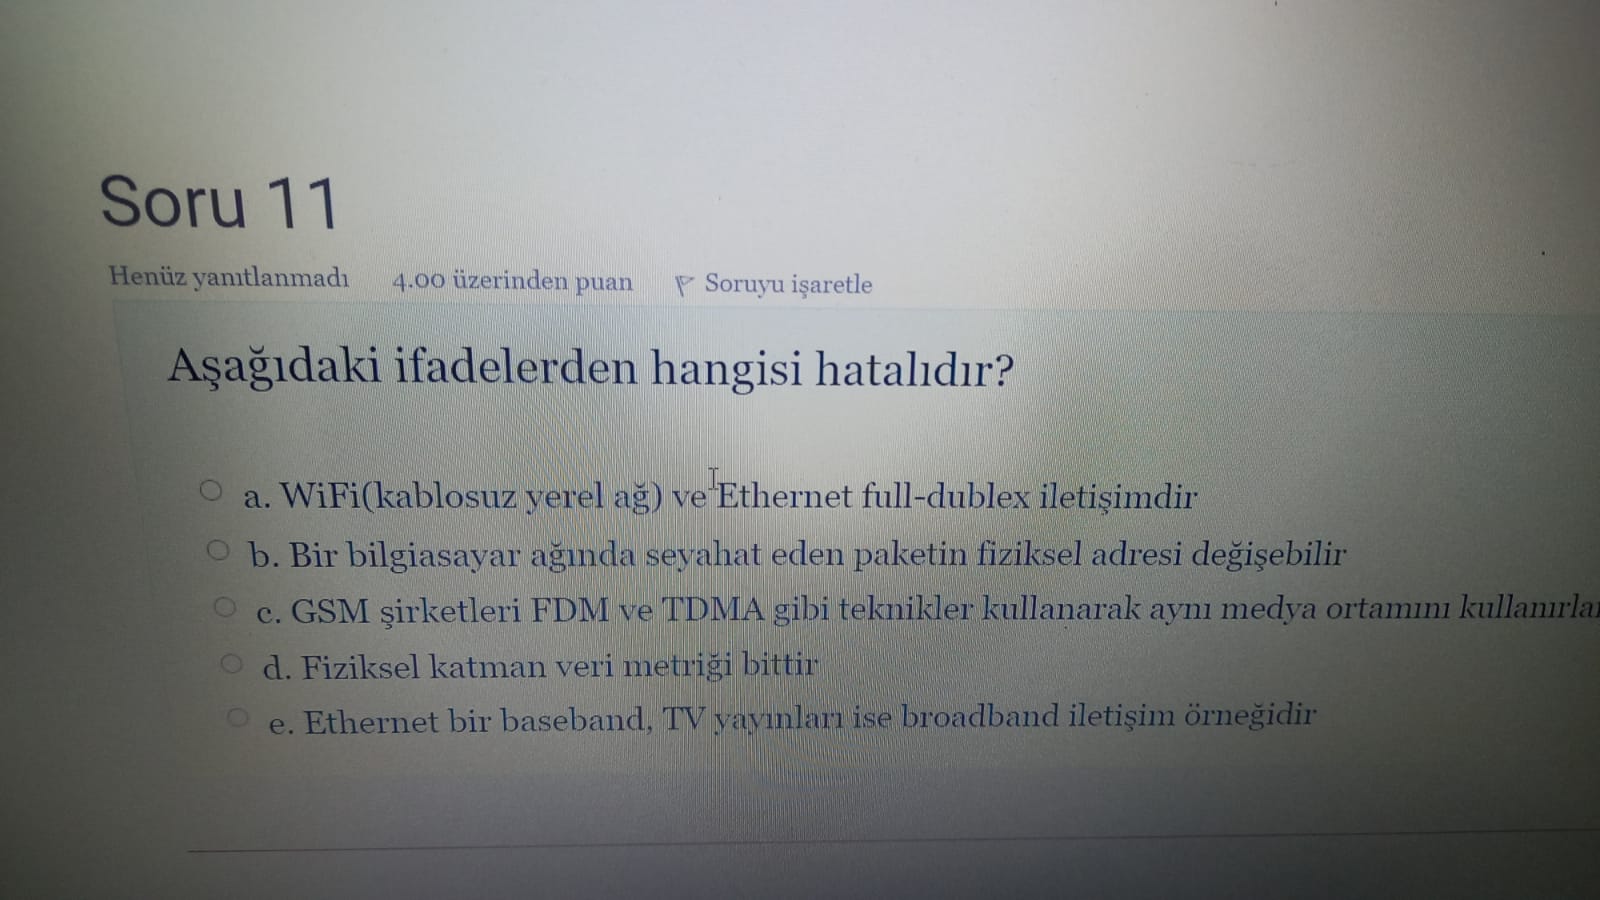 Soru 11
Henüz yanıtlanmadı 4.00 üzerinden puan Soruyu işaretle
Aşağıdaki ifadelerden hangisi hatalıdır?
a. WiFi(kablosuz yerel ağ) ve Ethernet full-dublex iletişimdir
b. Bir bilgiasayar ağında seyahat eden paketin fiziksel adresi değişebilir
c. GSM şirketleri FDM ve TDMA gibi teknikler kullanarak aynı medya ortamını
d. Fiziksel katman veri metriği bittir
e. Ethernet bir baseband, TV yayınları ise broadband iletişim örneğidir